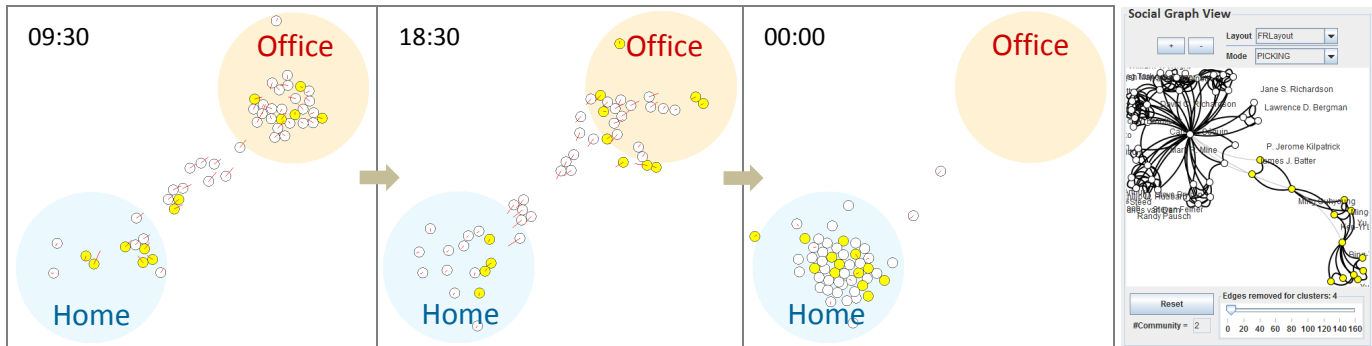 09:30
Office
Home
18:30
Office
Home
00:00
Office
Home
Social Graph View
+
-
Layout FRLayout
Mode PICKING
Jane S. Richardson
David C. Richardson
Lawrence D. Bergman
P. Jerome Kilpatrick
James J. Batter
Randy Pausch
Reset
Edges removed for clusters: 4
#Community = 2
0 20 40 60 80 100 120 140 160